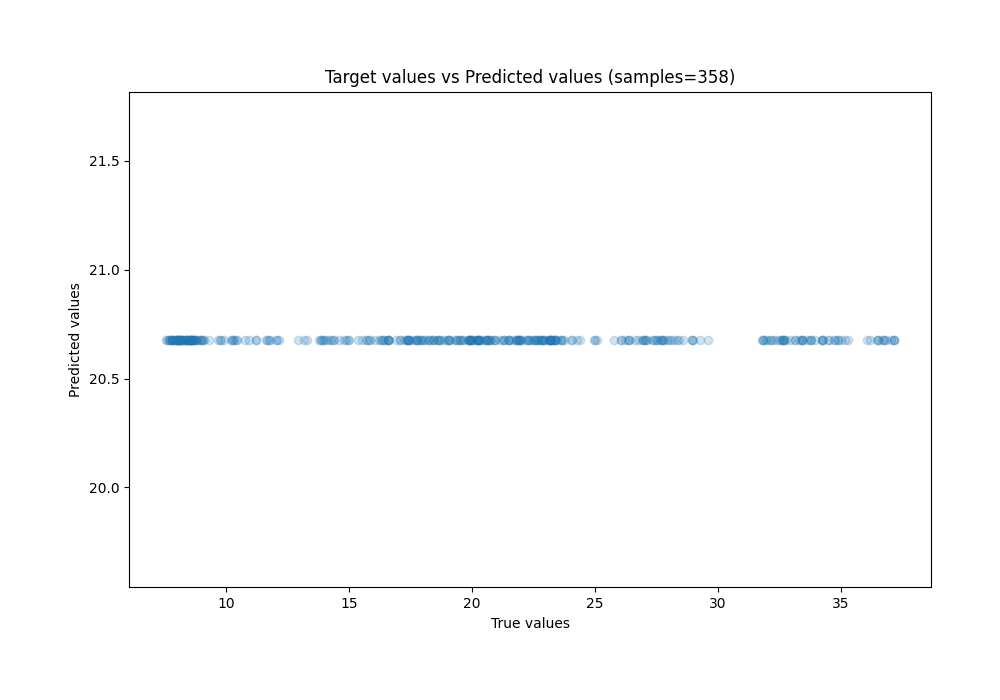 Target values vs Predicted values (samples=358)
21.5
21.0
20.5
20.0
Predicted values
10 15 20 25 30 35
True values